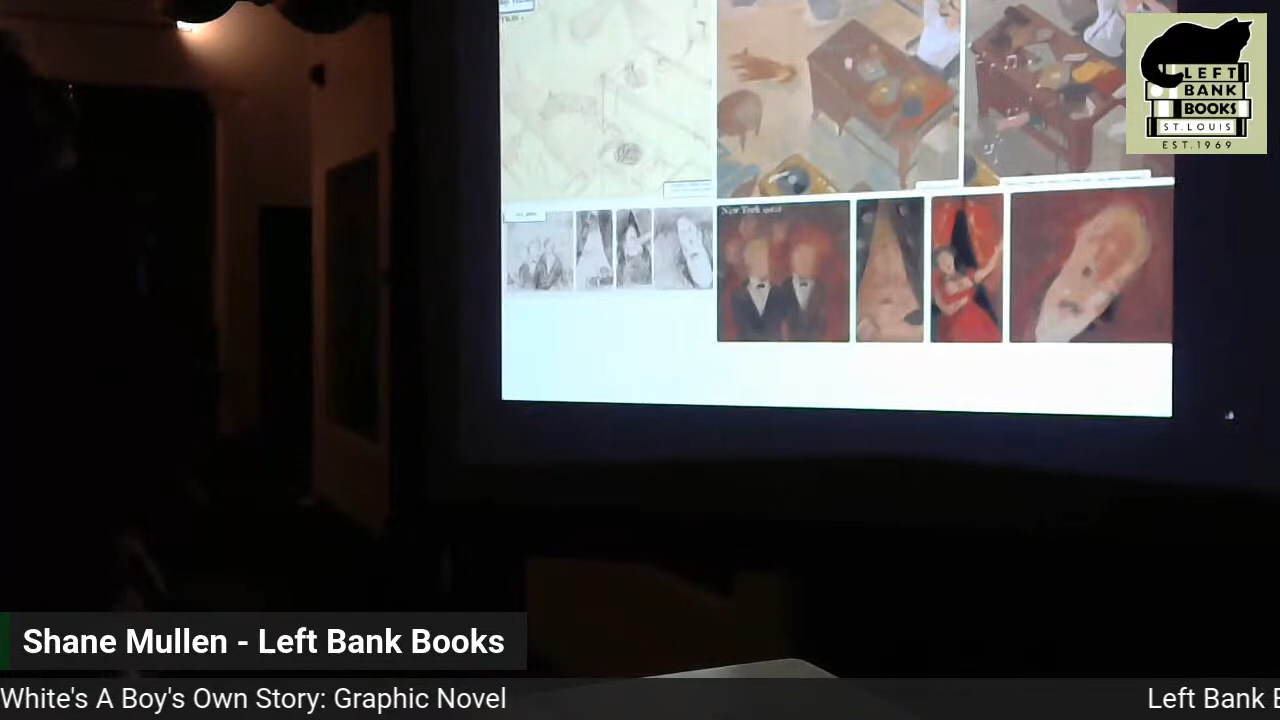 LEFT
BANK
BOOKS
ST. LOUIS
EST. 1969
New York
Shane Mullen - Left Bank Books
White's A Boy's Own Story: Graphic Novel
Left Bank